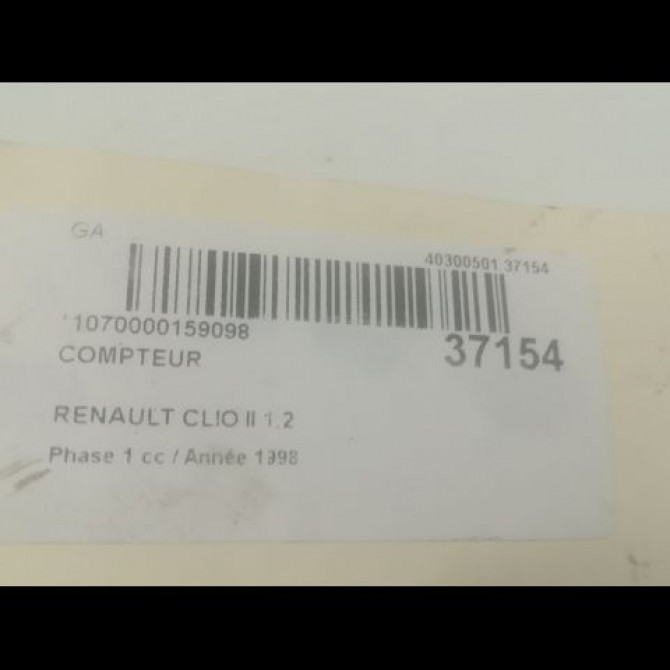 GA
40300501 37154
*1070000159098
37154
COMPTEUR
RENAULT CLIO II 1.2
Phase 1 cc / Année 1998